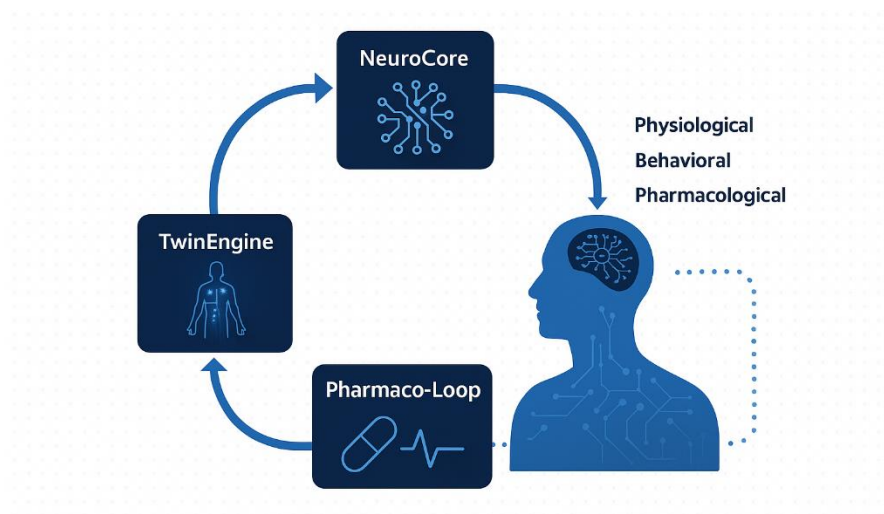 NeuroCore
Physiological
Behavioral
Pharmacological
TwinEngine
Pharmaco-Loop